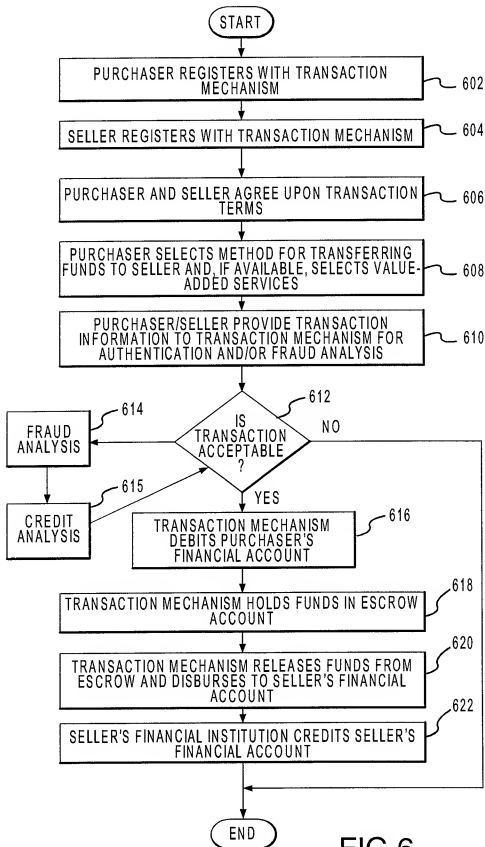 START
PURCHASER REGISTERS WITH TRANSACTION
MECHANISM
602
SELLER REGISTERS WITH TRANSACTION MECHANISM
604
PURCHASER AND SELLER AGREE UPON TRANSACTION
TERMS
606
PURCHASER SELECTS METHOD FOR TRANSFERRING
FUNDS TO SELLER AND, IF AVAILABLE, SELECTS VALUE-
ADDED SERVICES
608
PURCHASER/SELLER PROVIDE TRANSACTION
INFORMATION TO TRANSACTION MECHANISM FOR
AUTHENTICATION AND/OR FRAUD ANALYSIS
610
612
IS
TRANSACTION
ACCEPTABLE
?
NO
614
FRAUD
ANALYSIS
615
CREDIT
ANALYSIS
YES
TRANSACTION MECHANISM
DEBITS PURCHASER'S
FINANCIAL ACCOUNT
616
TRANSACTION MECHANISM HOLDS FUNDS IN ESCROW
ACCOUNT
618
TRANSACTION MECHANISM RELEASES FUNDS FROM
ESCROW AND DISBURSES TO SELLER'S FINANCIAL
ACCOUNT
620
SELLER'S FINANCIAL INSTITUTION CREDITS SELLER'S
FINANCIAL ACCOUNT
622
END
FIG.6